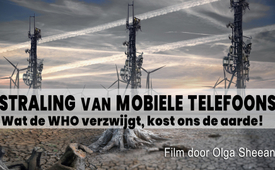 STRALING VAN MOBIELE TELEFOONS
Wat de WHO verzwijgt, kost ons de aarde!
Film door Olga Sheean